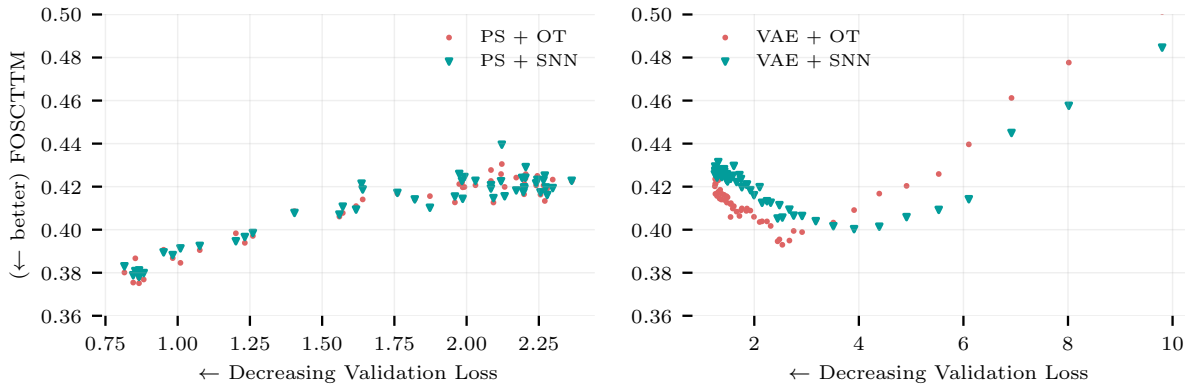 (← better) FOSCTTM
0.50
0.48
0.46
0.44
0.42
0.40
0.38
0.36
PS + OT
PS + SNN
0.75 1.00 1.25 1.50 1.75 2.00 2.25
← Decreasing Validation Loss
0.50
0.48
0.46
0.44
0.42
0.40
0.38
0.36
VAE + OT
VAE + SNN
2 4 6 8 10
← Decreasing Validation Loss